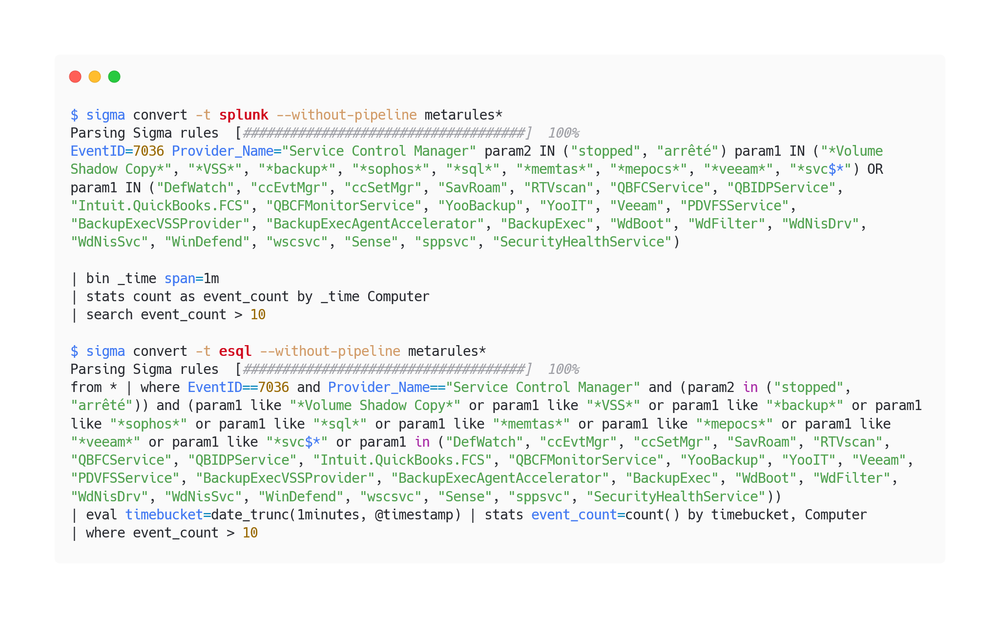 $ sigma convert -t splunk --without-pipeline metarules*
Parsing Sigma rules  [####################################]  100%
EventID=7036 Provider_Name="Service Control Manager" param2 IN ("stopped", "arrêté") param1 IN ("*Volume
Shadow Copy*", "*VSS*", "*backup*", "*sophos*", "*sql*", "*memtas*", "*mepocs*", "*veeam*", "*svc$*") OR
param1 IN ("DefWatch", "ccEvtMgr", "ccSetMgr", "SavRoam", "RTVscan", "QBFCService", "QBIDPService",
"Intuit.QuickBooks.FCS", "QBCFMonitorService", "YooBackup", "YooIT", "Veeam", "PDVFSService",
"BackupExecVSSProvider", "BackupExecAgentAccelerator", "BackupExec", "WdBoot", "WdFilter", "WdNisDrv",
"WdNisSvc", "WinDefend", "wscsvc", "Sense", "sppsvc", "SecurityHealthService")

| bin _time span=1m
| stats count as event_count by _time Computer
| search event_count > 10

$ sigma convert -t esql --without-pipeline metarules*
Parsing Sigma rules  [####################################]  100%
from * | where EventID==7036 and Provider_Name=="Service Control Manager" and (param2 in ("stopped",
"arrêté")) and (param1 like "*Volume Shadow Copy*" or param1 like "*VSS*" or param1 like "*backup*" or param1
like "*sophos*" or param1 like "*sql*" or param1 like "*memtas*" or param1 like "*mepocs*" or param1 like
"*veeam*" or param1 like "*svc$*" or param1 in ("DefWatch", "ccEvtMgr", "ccSetMgr", "SavRoam", "RTVscan",
"QBFCService", "QBIDPService", "Intuit.QuickBooks.FCS", "QBCFMonitorService", "YooBackup", "YooIT", "Veeam",
"PDVFSService", "BackupExecVSSProvider", "BackupExecAgentAccelerator", "BackupExec", "WdBoot", "WdFilter",
"WdNisDrv", "WdNisSvc", "WinDefend", "wscsvc", "Sense", "sppsvc", "SecurityHealthService"))
| eval timebucket=date_trunc(1minutes, @timestamp) | stats event_count=count() by timebucket, Computer
| where event_count > 10